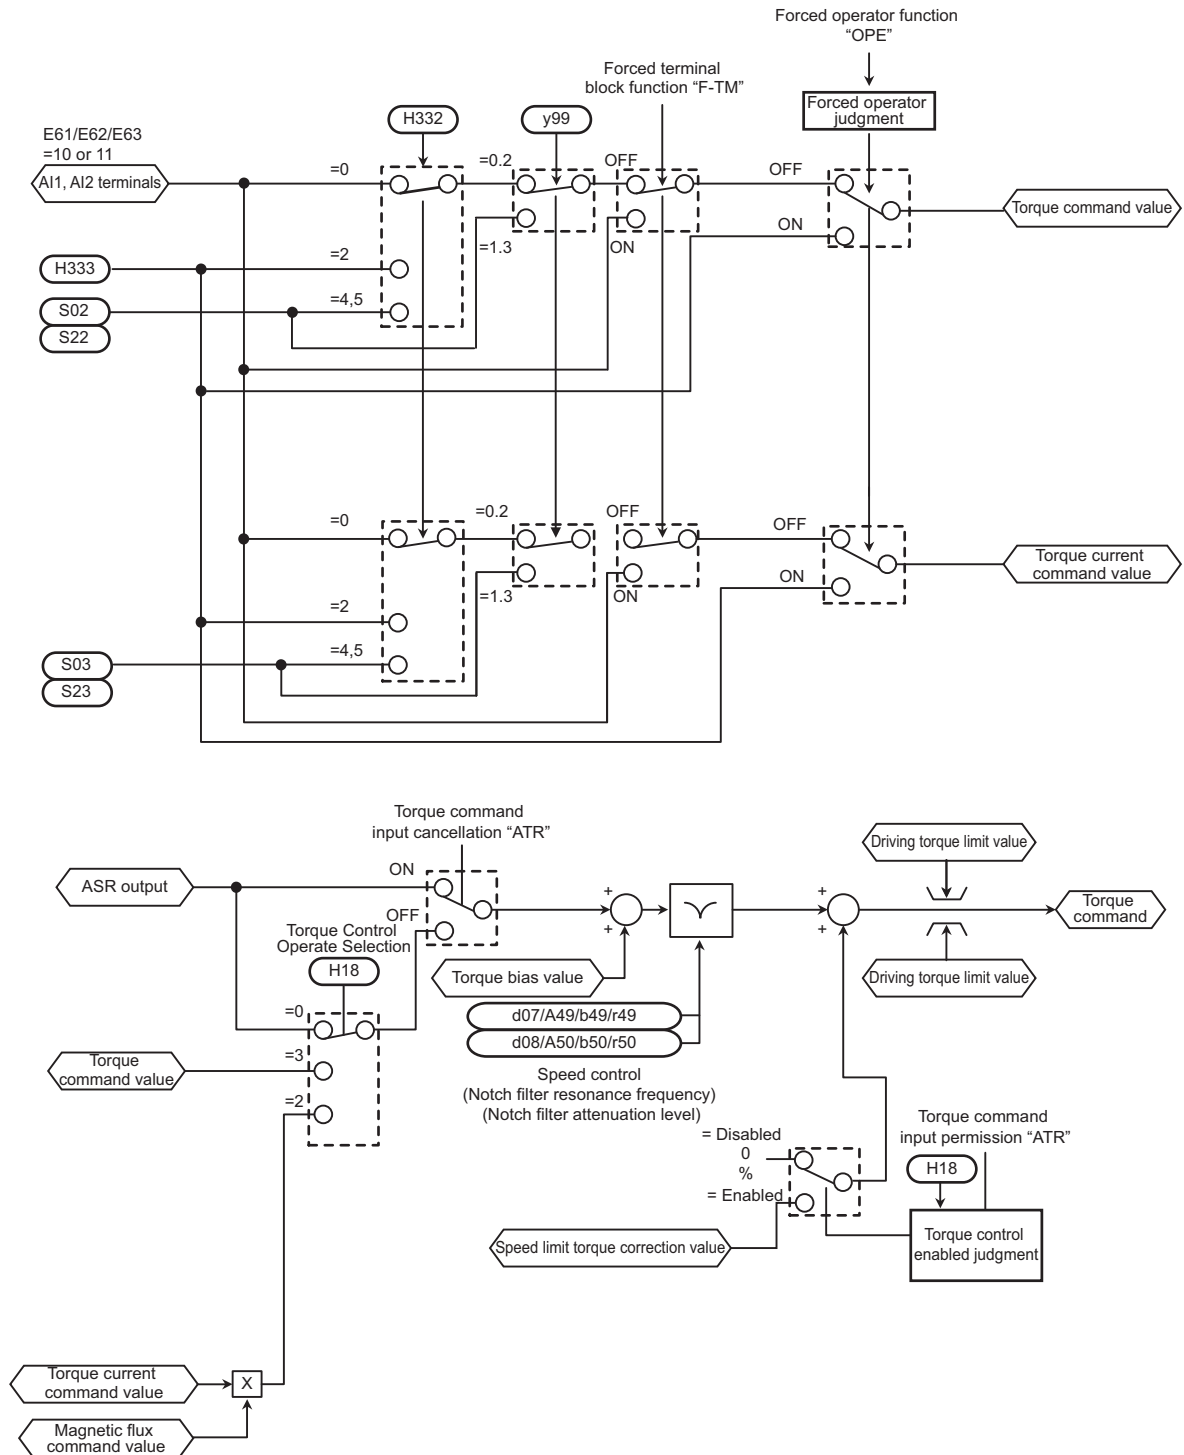 Forced operator function
“OPE”
Forced terminal
block function “F-TM”
Forced operator
judgment
H332
y99
E61/E62/E63
=10 or 11
AI1, AI2 terminals
=0
=0.2
OFF
OFF
Torque command value
ON
=1.3
ON
=2
H333
=4,5
S02
S22
=0
=0.2
OFF
OFF
Torque current
command value
ON
=1.3
ON
=2
=4,5
S03
S23
Torque command
input cancellation “ATR”
Driving torque limit value
ON
ASR output
+
+
Torque
command
OFF
Torque Control
Operate Selection
+
+
H18
Torque bias value
Driving torque limit value
=0
d07/A49/b49/r49
d08/A50/b50/r50
=3
Torque
command value
Speed control
(Notch filter resonance frequency)
(Notch filter attenuation level)
=2
Torque command
input permission “ATR”
= Disabled
0
%
H18
= Enabled
Speed limit torque correction value
Torque control
enabled judgment
Torque current
command value
X
Magnetic flux
command value